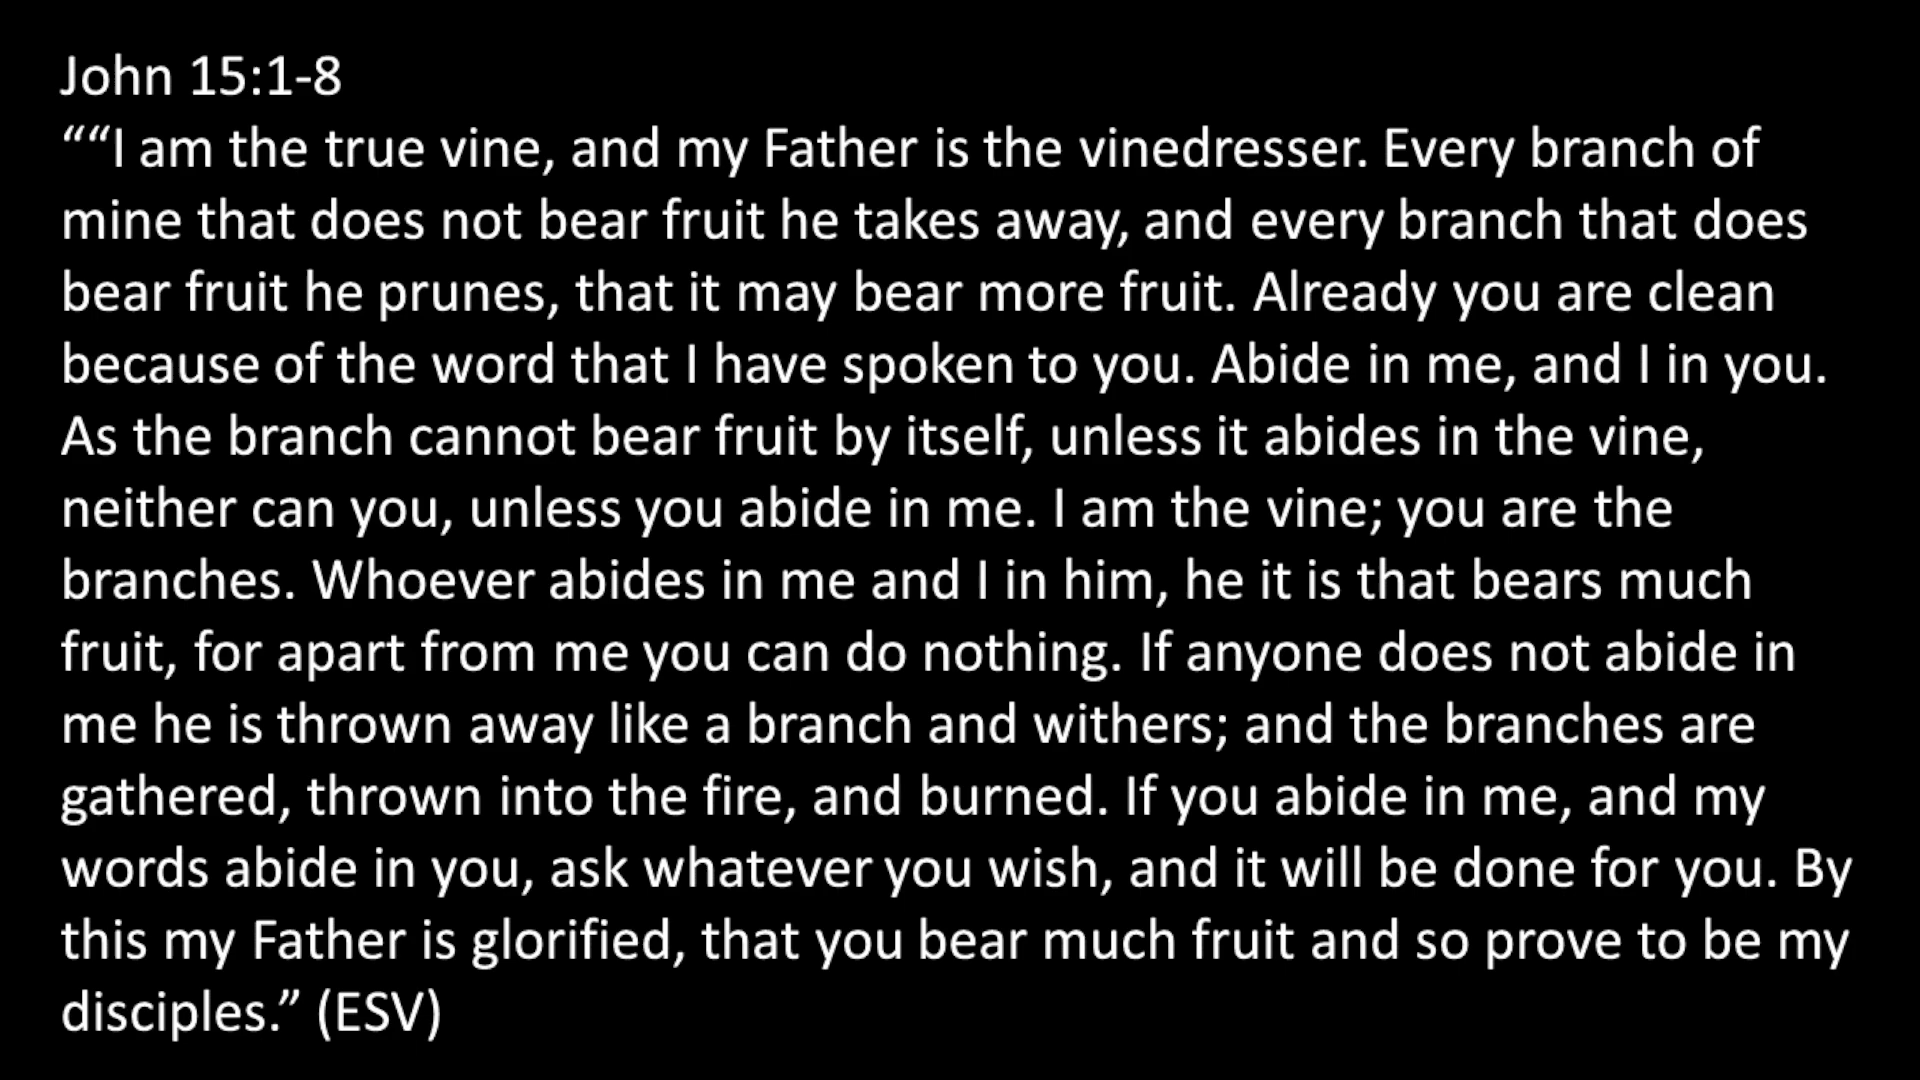 John 15:1-8
““I am the true vine, and my Father is the vinedresser. Every branch of
mine that does not bear fruit he takes away, and every branch that does
bear fruit he prunes, that it may bear more fruit. Already you are clean
because of the word that I have spoken to you. Abide in me, and I in you.
As the branch cannot bear fruit by itself, unless it abides in the vine,
neither can you, unless you abide in me. I am the vine; you are the
branches. Whoever abides in me and I in him, he it is that bears much
fruit, for apart from me you can do nothing. If anyone does not abide in
me he is thrown away like a branch and withers; and the branches are
gathered, thrown into the fire, and burned. If you abide in me, and my
words abide in you, ask whatever you wish, and it will be done for you. By
this my Father is glorified, that you bear much fruit and so prove to be my
disciples.” (ESV)